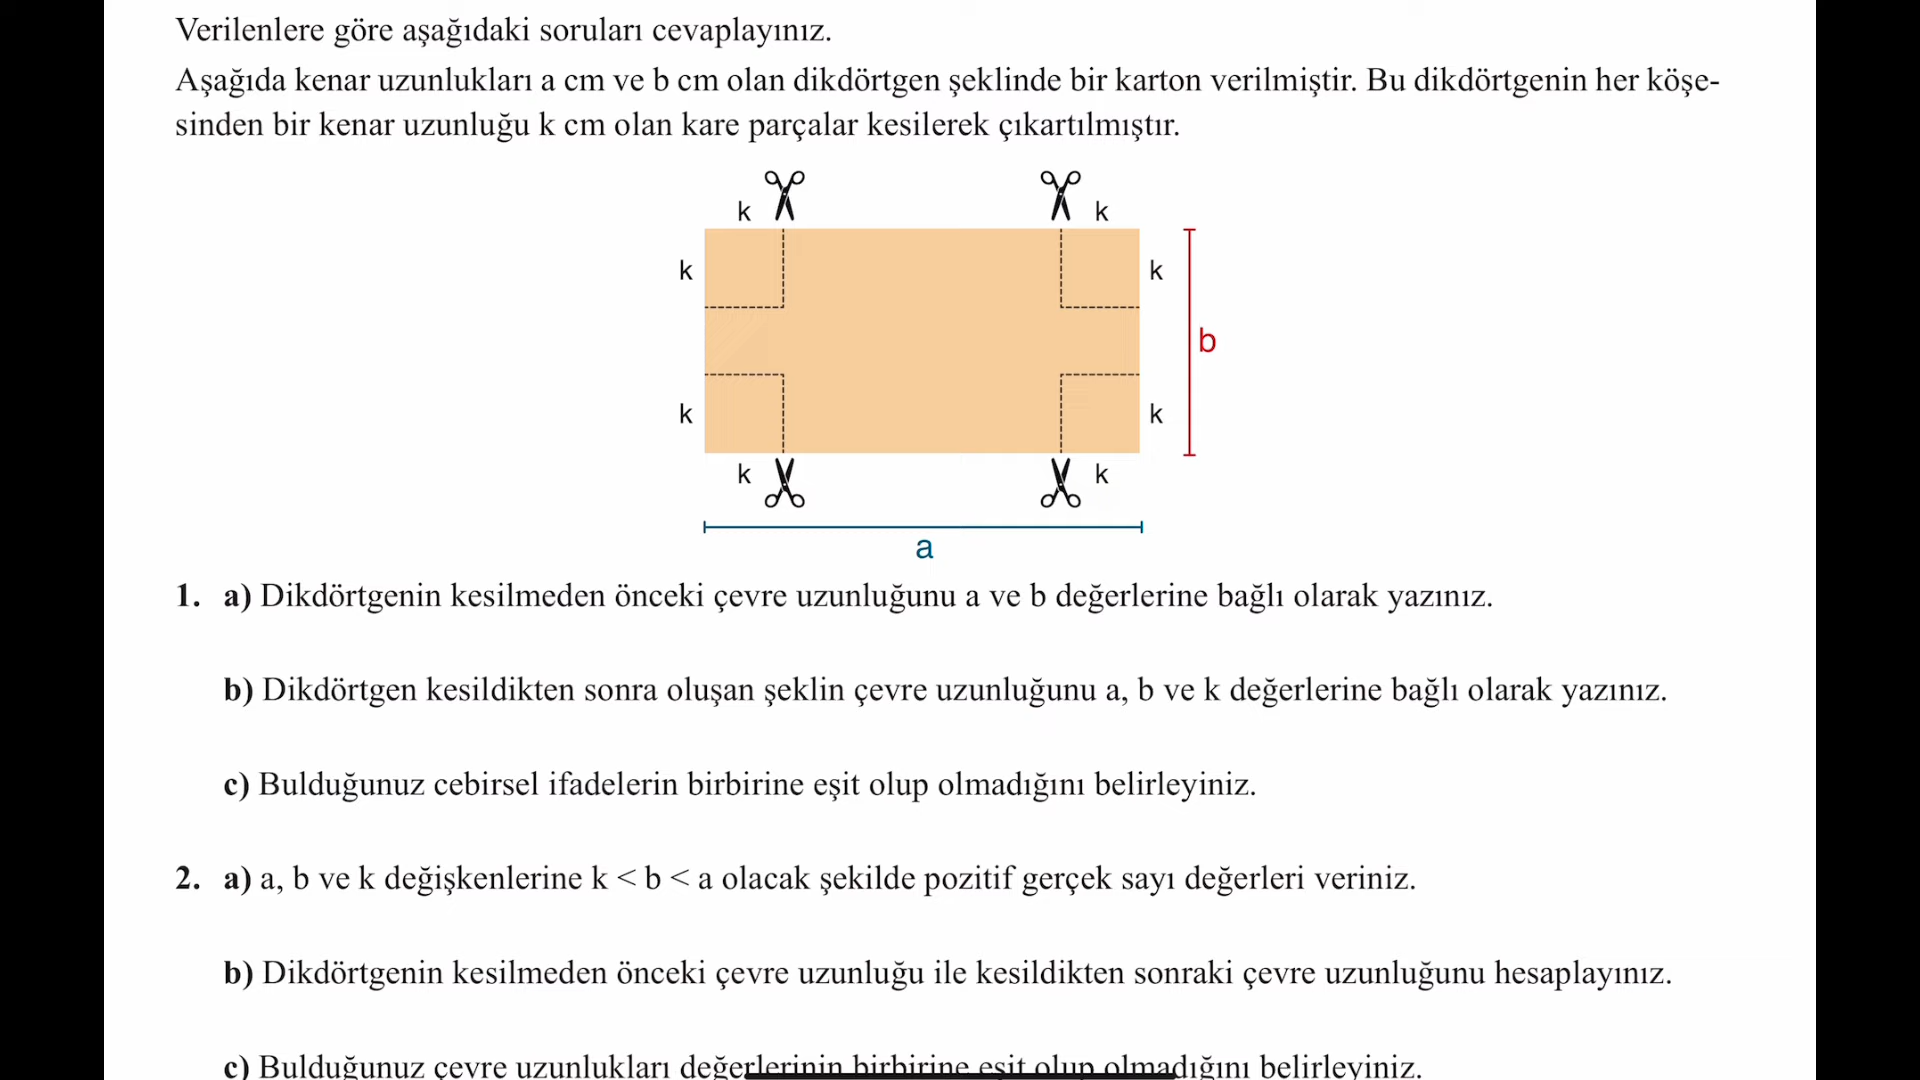 Verilenlere göre aşağıdaki soruları cevaplayınız.
Aşağıda kenar uzunlukları a cm ve b cm olan dikdörtgen şeklinde bir karton verilmiştir. Bu dikdörtgenin her köşe-
sinden bir kenar uzunluğu k cm olan kare parçalar kesilerek çıkartılmıştır.
k k
k k
b
k k
k k
a
1. a) Dikdörtgenin kesilmeden önceki çevre uzunluğunu a ve b değerlerine bağlı olarak yazınız.
b) Dikdörtgen kesildikten sonra oluşan şeklin çevre uzunluğunu a, b ve k değerlerine bağlı olarak yazınız.
c) Bulduğunuz cebirsel ifadelerin birbirine eşit olup olmadığını belirleyiniz.
2. a) a, b ve k değişkenlerine k < b < a olacak şekilde pozitif gerçek sayı değerleri veriniz.
b) Dikdörtgenin kesilmeden önceki çevre uzunluğu ile kesildikten sonraki çevre uzunluğunu hesaplayınız.
c) Bulduğunuz çevre uzunlukları değerlerinin birbirine eşit olup olmadığını belirleyiniz.